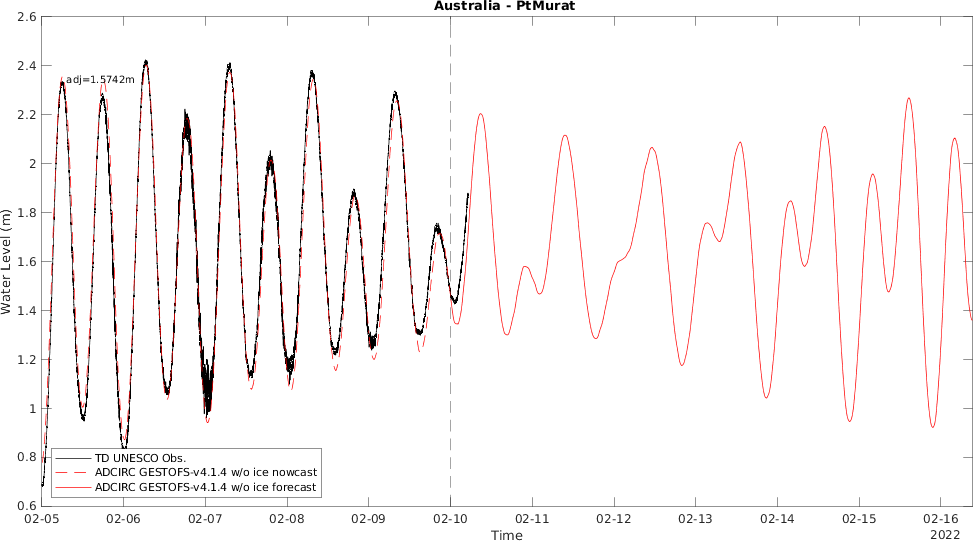 Australia - PtMurat
2.6
2.4
adj=1.5742m
2.2
2
1.8
1.6
1.4
1.2
1
0.8
0.6
Water Level (m)
TD UNESCO Obs.
ADCIRC GESTOFS-v4.1.4 w/o ice nowcast
ADCIRC GESTOFS-v4.1.4 w/o ice forecast
02-05 02-06 02-07 02-08 02-09 02-10 02-11 02-12 02-13 02-14 02-15 02-16
Time
2022